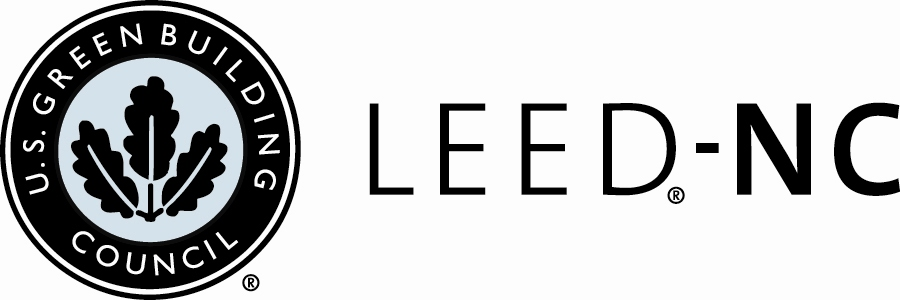 U.S. GREEN BUILDING
COUNCIL
®
LEED®-NC